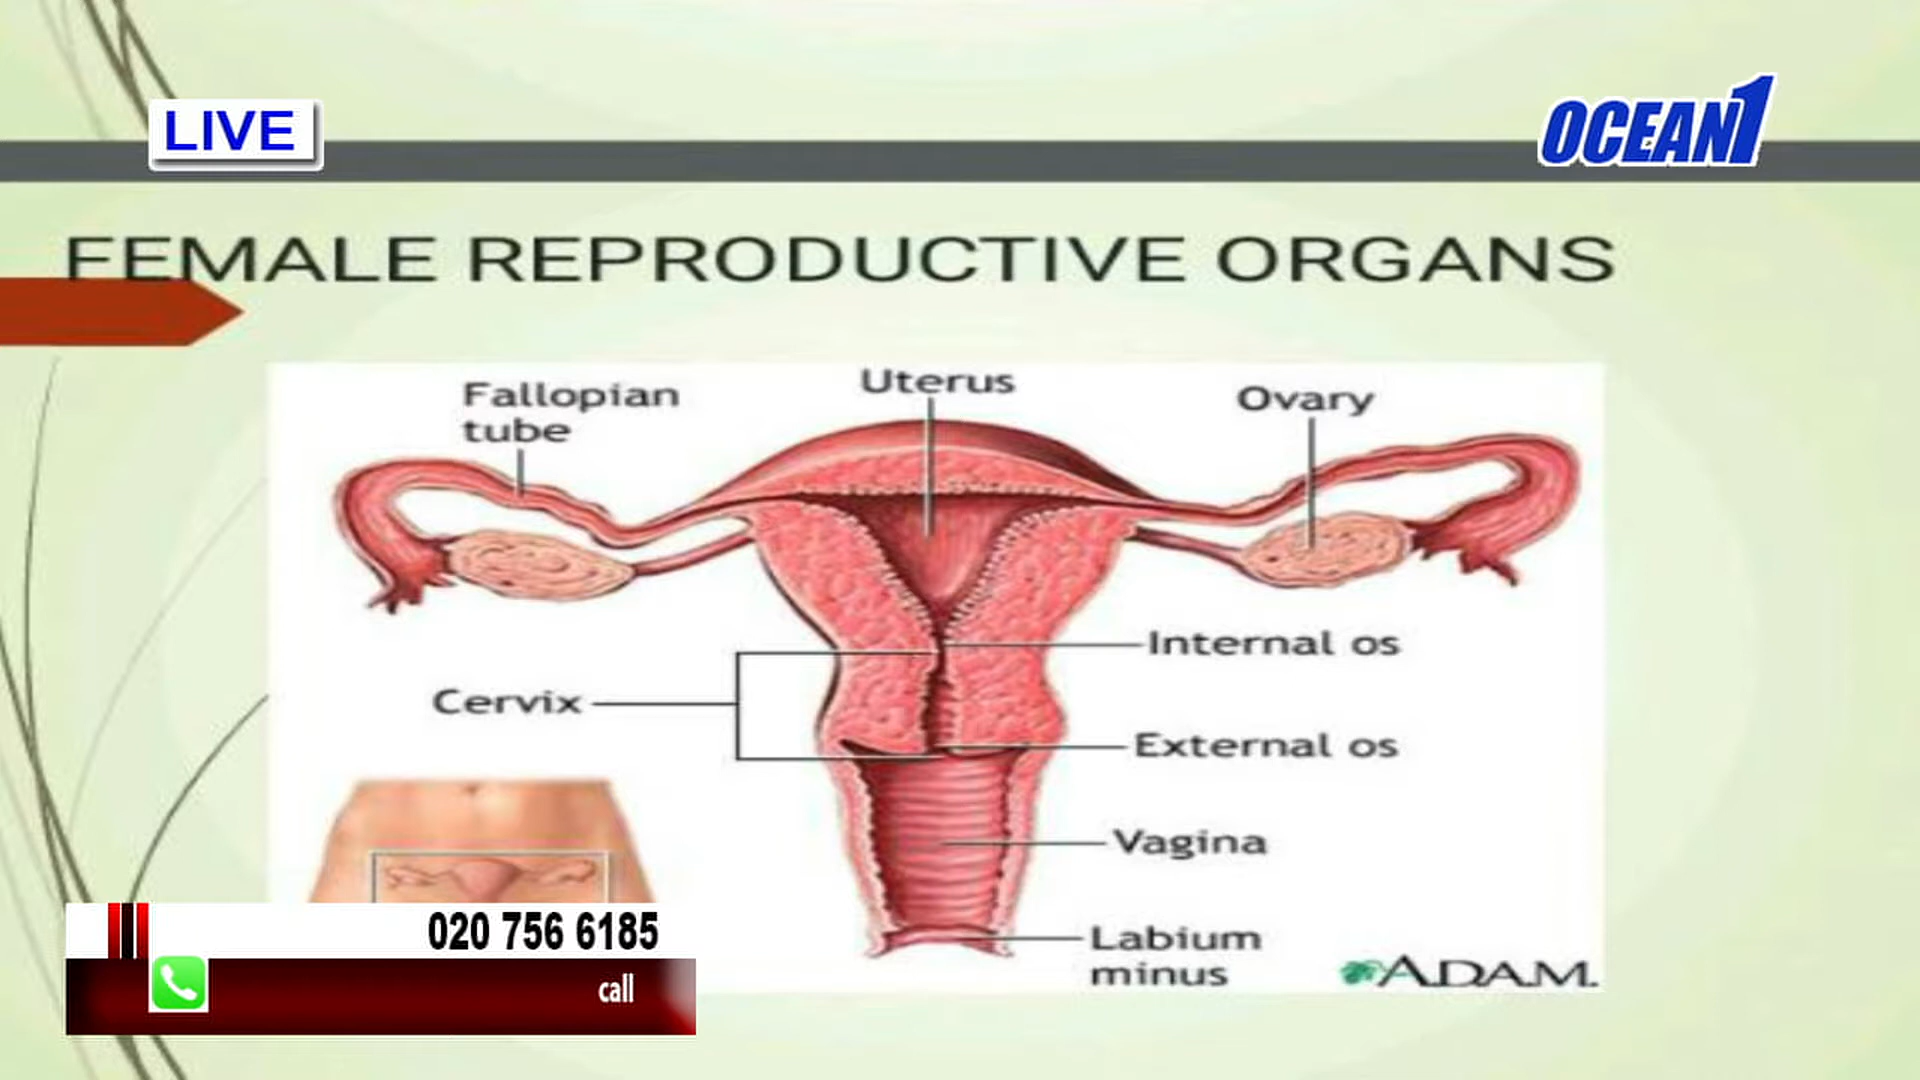 LIVE
OCEAN1
FEMALE REPRODUCTIVE ORGANS
Fallopian
tube
Uterus
Ovary
Internal os
Cervix
External os
Vagina
Labium
minus
A.D.A.M.
020 756 6185
call